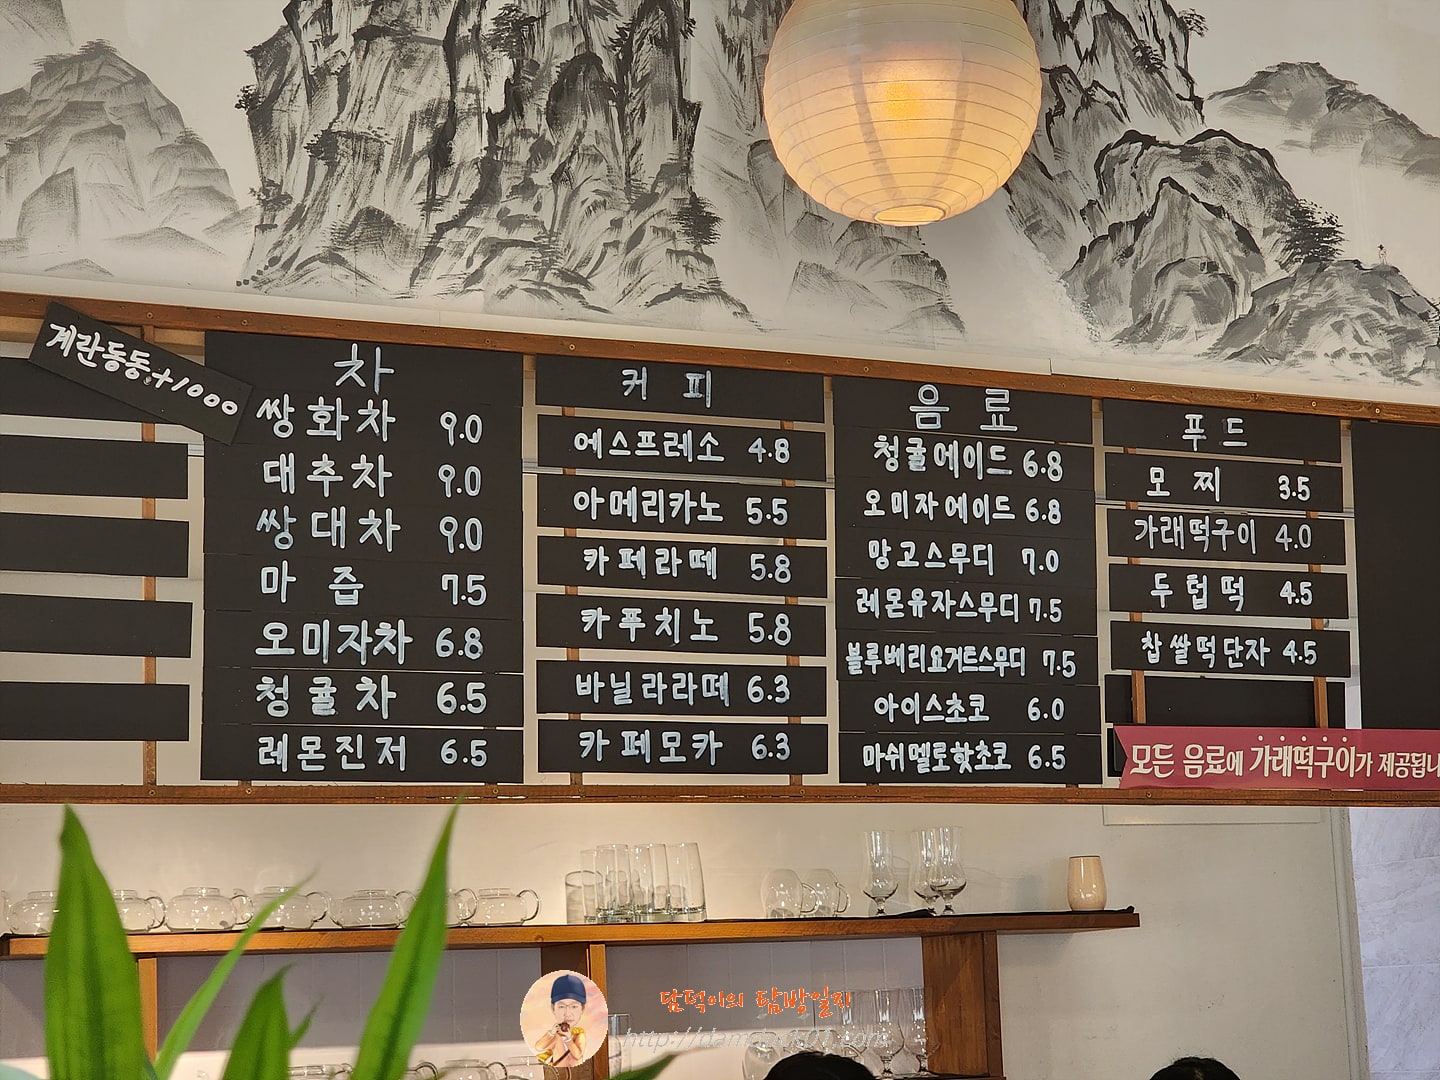 계란동동.+1000
차
쌍화차 9.0
대추차 9.0
쌍대차 9.0
마즙 7.5
오미자차 6.8
청귤차 6.5
레몬진저 6.5
커피
에스프레소 4.8
아메리카노 5.5
카페라떼 5.8
카푸치노 5.8
바닐라라떼 6.3
카페모카 6.3
음료
청귤에이드 6.8
오미자에이드 6.8
망고스무디 7.0
레몬유자스무디 7.5
블루베리요거트스무디 7.5
아이스초코 6.0
마쉬멜로핫초코 6.5
푸드
모찌 3.5
가래떡구이 4.0
두텁떡 4.5
찹쌀떡단자 4.5
모든 음료에 가래떡구이가 제공됩니
담덕이의 탐방일지